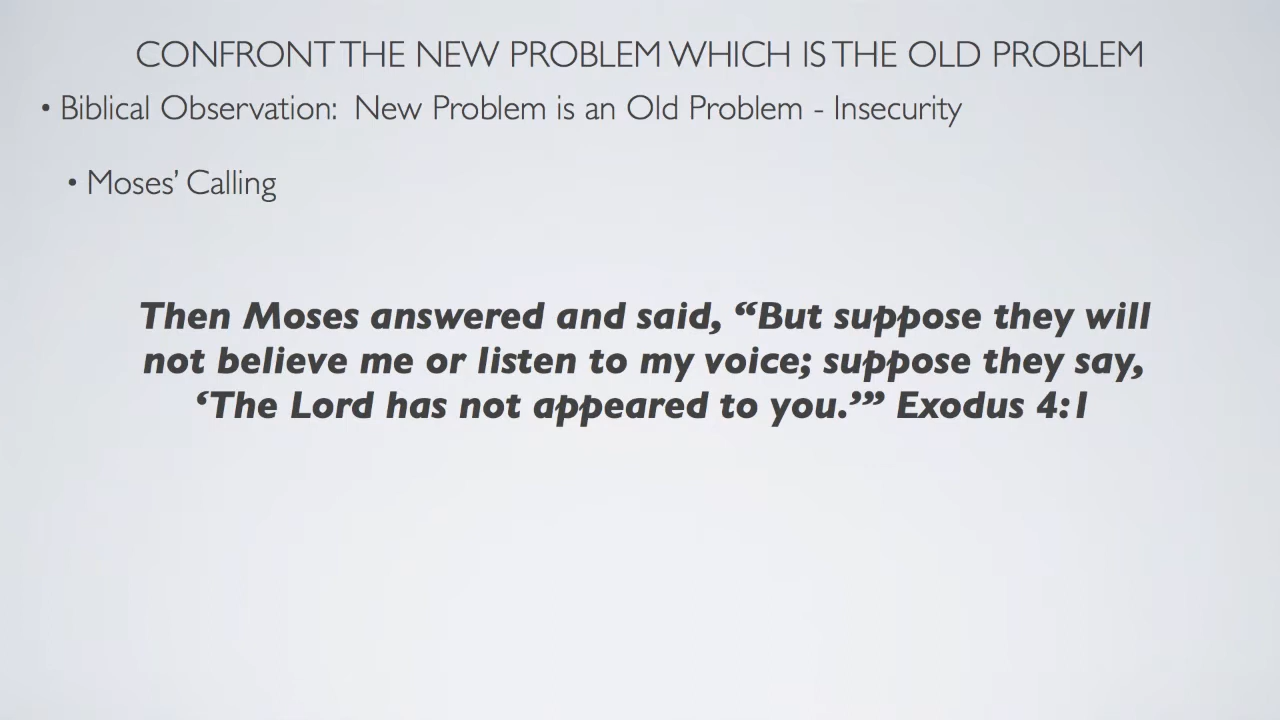 CONFRONT THE NEW PROBLEM WHICH IS THE OLD PROBLEM
• Biblical Observation: New Problem is an Old Problem - Insecurity
• Moses’ Calling
Then Moses answered and said, “But suppose they will
not believe me or listen to my voice; suppose they say,
‘The Lord has not appeared to you.’” Exodus 4:1